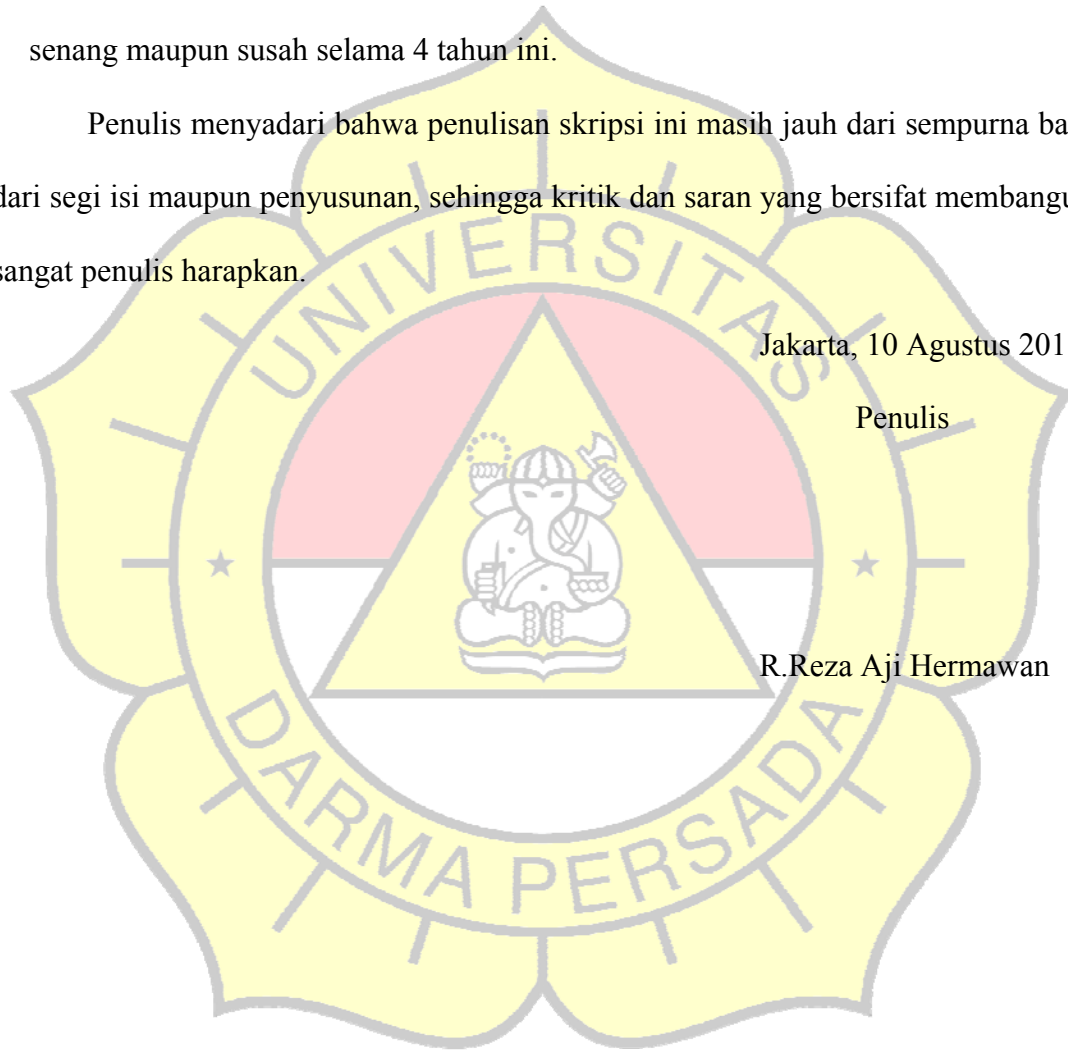 senang maupun susah selama 4 tahun ini.
Penulis menyadari bahwa penulisan skripsi ini masih jauh dari sempurna ba
dari segi isi maupun penyusunan, sehingga kritik dan saran yang bersifat membangu
sangat penulis harapkan.
Jakarta, 10 Agustus 201
Penulis
R.Reza Aji Hermawan
UNIVERSITAS
DARMA PERSADA